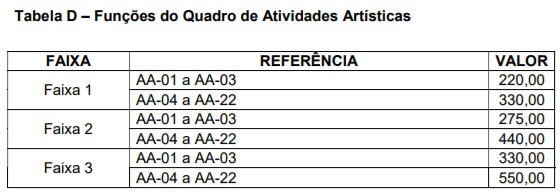 Tabela D – Funções do Quadro de Atividades Artísticas
FAIXA REFERÊNCIA VALOR
Faixa 1
AA-01 a AA-03 220,00
AA-04 a AA-22 330,00
Faixa 2
AA-01 a AA-03 275,00
AA-04 a AA-22 440,00
Faixa 3
AA-01 a AA-03 330,00
AA-04 a AA-22 550,00